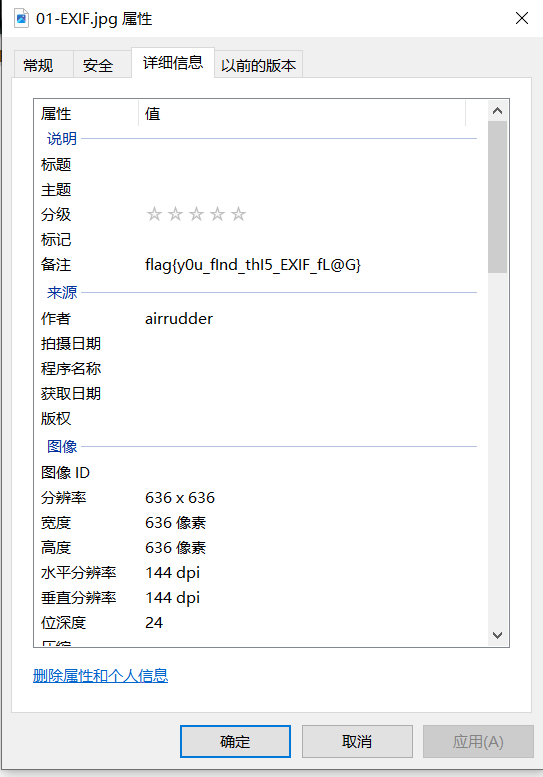 01-EXIF.jpg 属性
常规 安全 详细信息 以前的版本
属性 值
说明
标题
主题
分级
标记
备注 flag{y0u_fInd_thI5_EXIF_fL@G}
来源
作者 airrudder
拍摄日期
程序名称
获取日期
版权
图像
图像 ID
分辨率 636 x 636
宽度 636 像素
高度 636 像素
水平分辨率 144 dpi
垂直分辨率 144 dpi
位深度 24
压缩
删除属性和个人信息
确定 取消 应用(A)